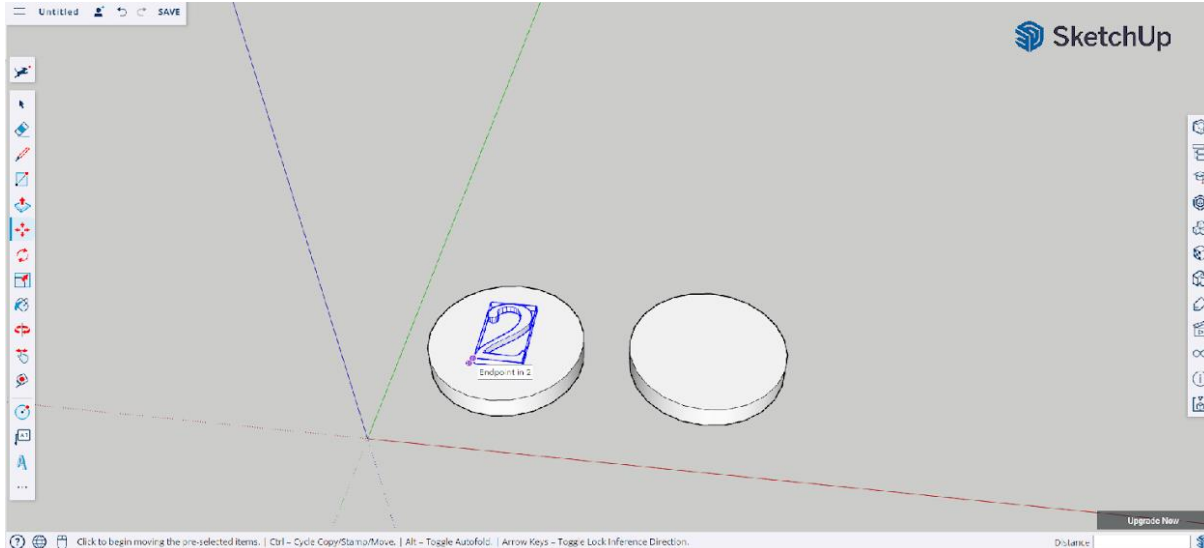 Untitled SAVE
SketchUp
2
Endpoint in 2
Upgrade Now
Click to begin moving the pre-selected items. | Ctrl – Cycle Copy/Stamp/Move. | Alt – Toggle Autofold. | Arrow Keys – Toggle Lock Inference Direction.
Distance